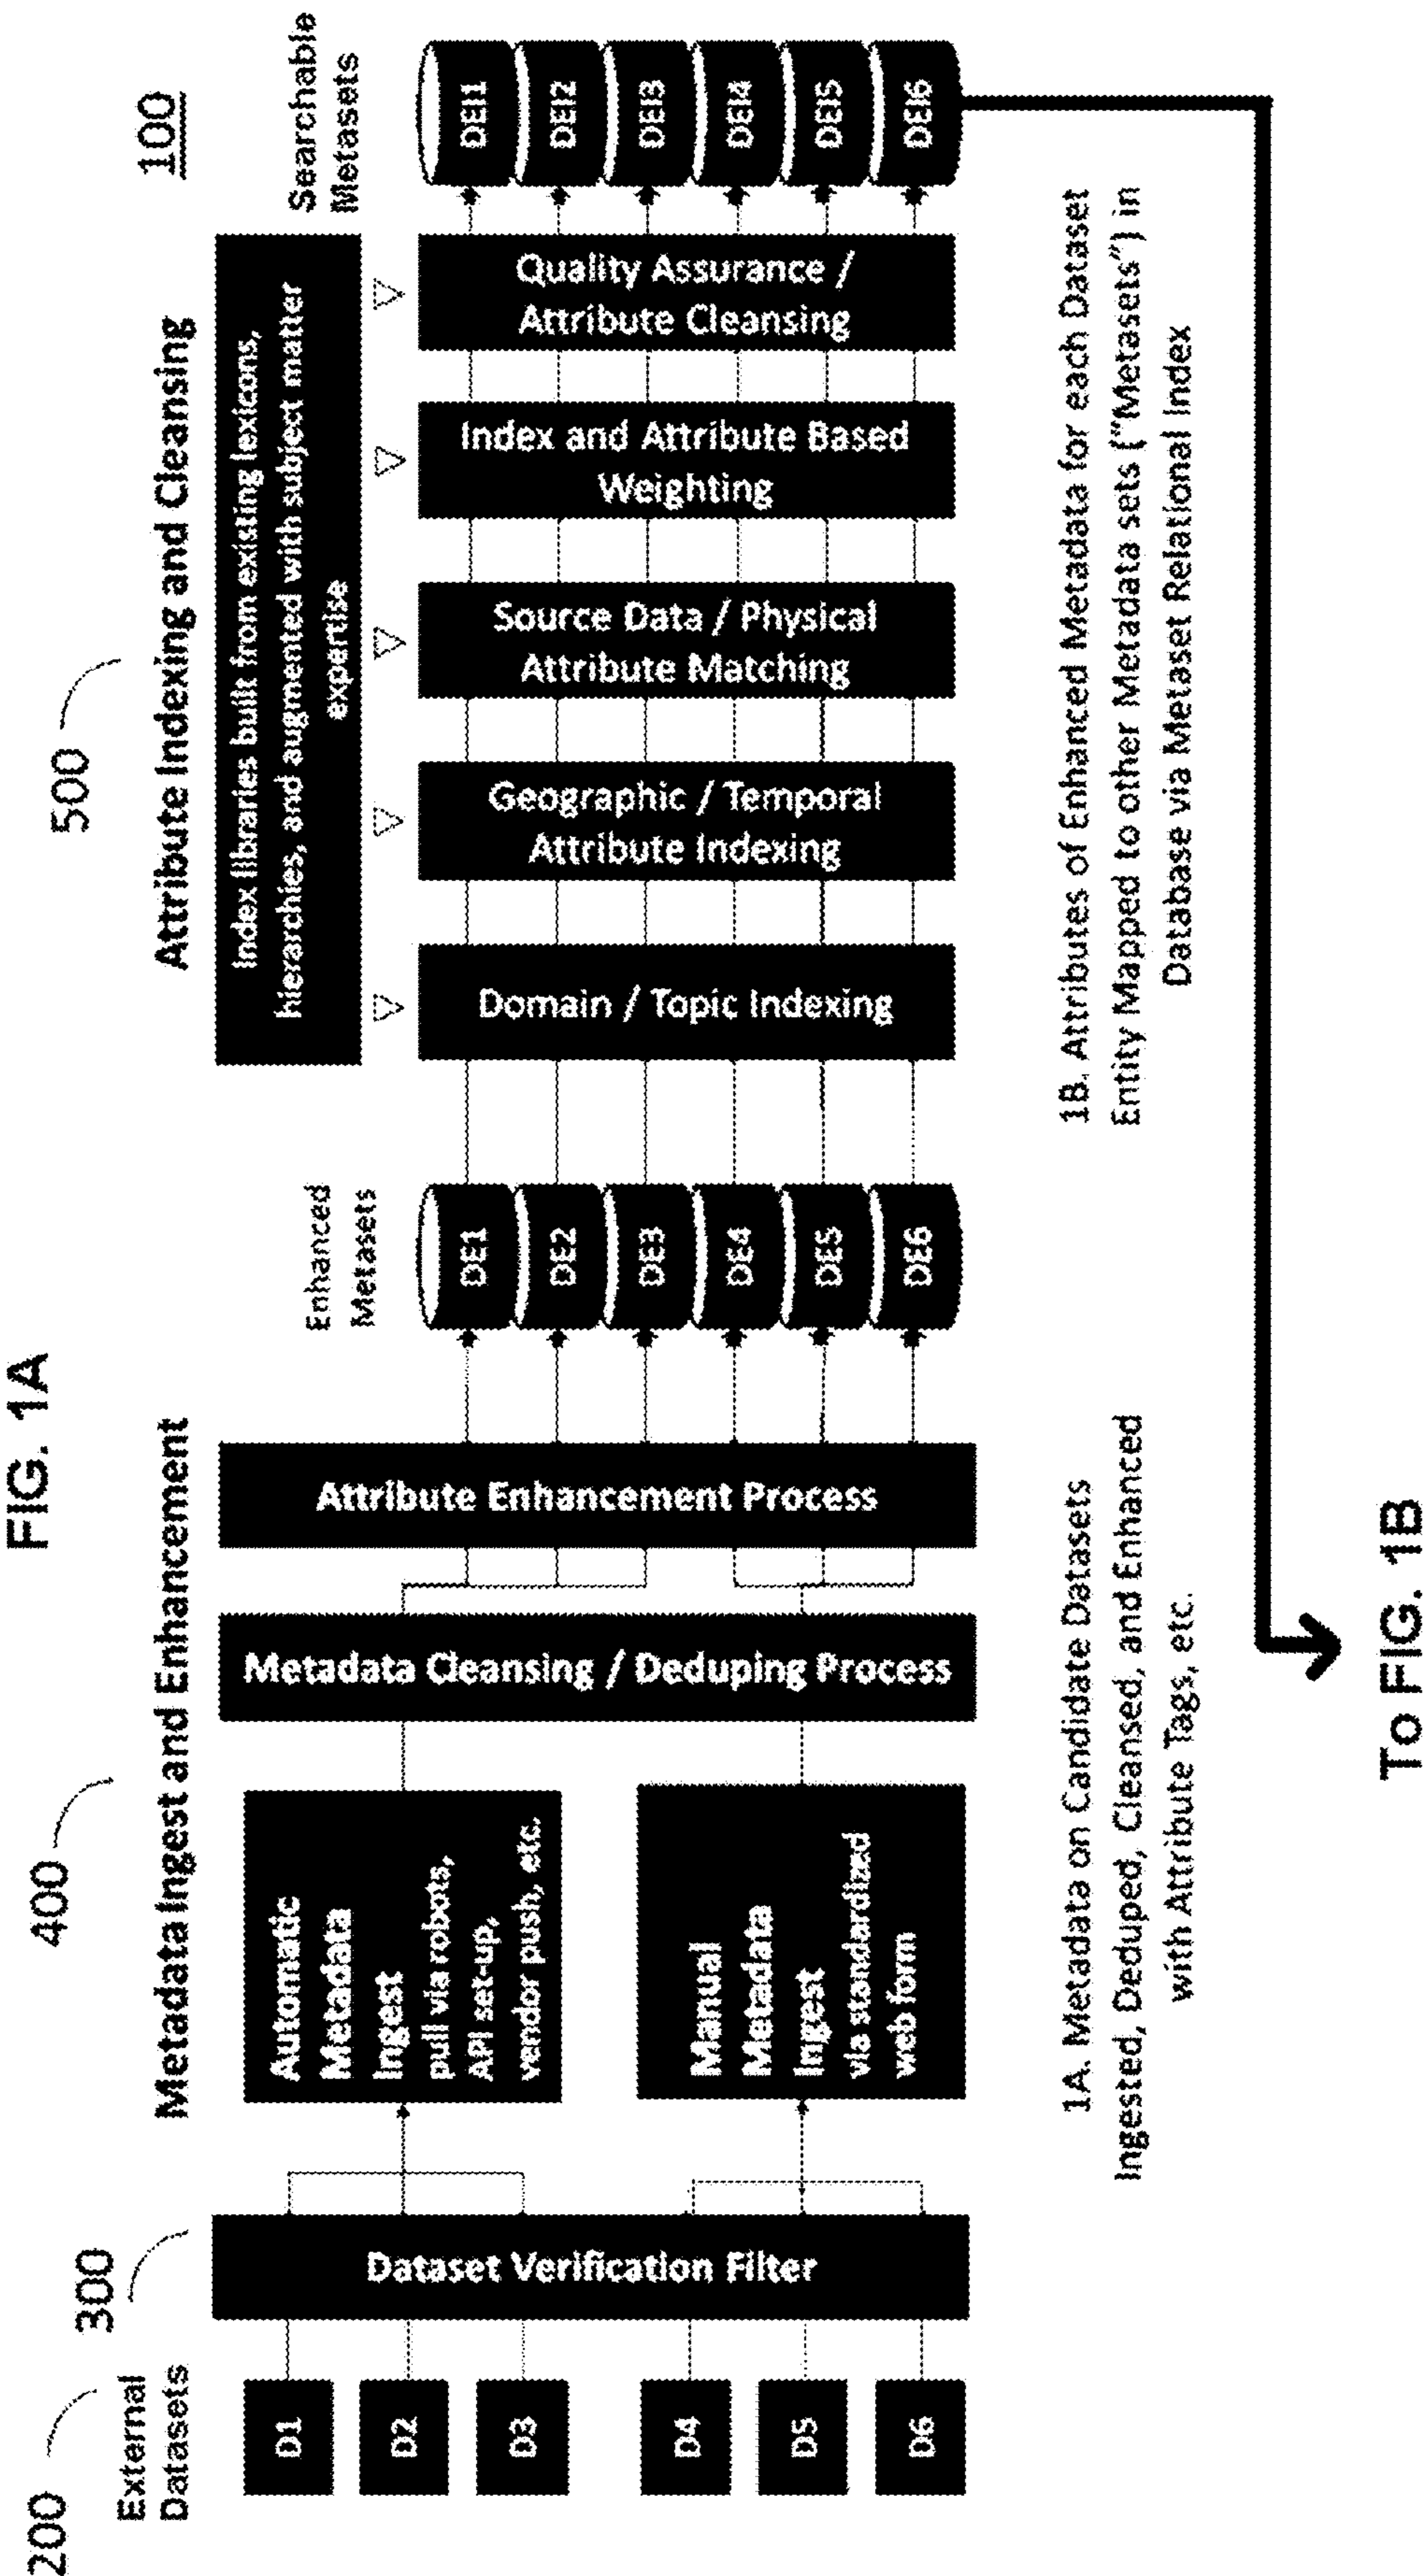 FIG. 1A
100
200
External
Datasets
D1
D2
D3
D4
D5
D6
300
Dataset Verification Filter
400
Metadata Ingest and Enhancement
Automatic
Metadata
Ingest
pull via robots,
API set-up,
vendor push, etc.
Manual
Metadata
Ingest
via standardized
web form
Metadata Cleansing / Deduping Process
Attribute Enhancement Process
Enhanced
Metasets
DE1
DE2
DE3
DE4
DE5
DE6
500
Attribute Indexing and Cleansing
Index libraries built from existing lexicons,
hierarchies, and augmented with subject matter
expertise
Domain / Topic Indexing
Geographic / Temporal
Attribute Indexing
Source Data / Physical
Attribute Matching
Index and Attribute Based
Weighting
Quality Assurance /
Attribute Cleansing
Searchable
Metasets
DEI1
DEI2
DEI3
DEI4
DEI5
DEI6
1A. Metadata on Candidate Datasets
Ingested, Deduped, Cleansed, and Enhanced
with Attribute Tags, etc.
1B. Attributes of Enhanced Metadata for each Dataset
Entity Mapped to other Metadata sets (“Metasets”) in
Database via Metaset Relational Index
To FIG. 1B